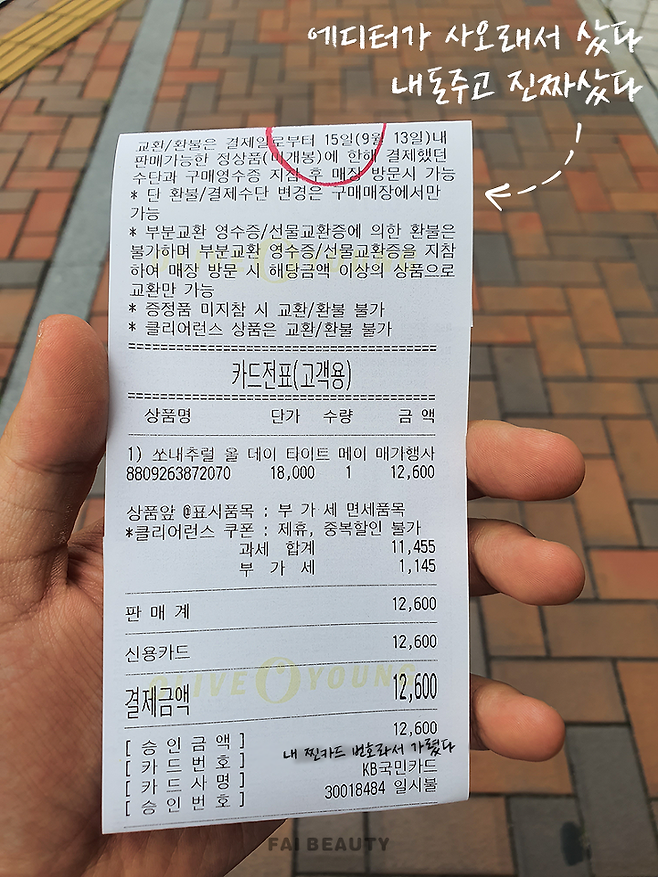 에디터가 사오래서 샀다
내돈주고 진짜샀다
교환/환불은 결제일로부터 15일(9월 13일)내
판매가능한 정상품(미개봉)에 한해 결제했던
수단과 구매영수증 지참 후 매장 방문시 가능
* 단 환불/결제수단 변경은 구매매장에서만
가능
* 부분교환 영수증/선물교환증에 의한 환불은
불가하며 부분교환 영수증/선물교환증을 지참
하여 매장 방문 시 해당금액 이상의 상품으로
교환만 가능
* 증정품 미지참 시 교환/환불 불가
* 클리어런스 상품은 교환/환불 불가
카드전표(고객용)
상품명 단가 수량 금 액
1) 쏘내추럴 올 데이 타이트 메이 매가행사
8809263872070 18,000 1 12,600
상품앞 @표시품목 : 부 가 세 면세품목
*클리어런스 쿠폰 : 제휴, 중복할인 불가
과세 합계 11,455
부 가 세 1,145
판 매 계 12,600
신용카드 12,600
OLIVE YOUNG
결제금액 12,600
[ 승 인 금 액 ] 12,600
[ 카 드 번 호 ] 내 찐카드 번호라서 가렸다
[ 카 드 사 명 ] KB국민카드
[ 승 인 번 호 ] 30018484 일시불
FAI BEAUTY